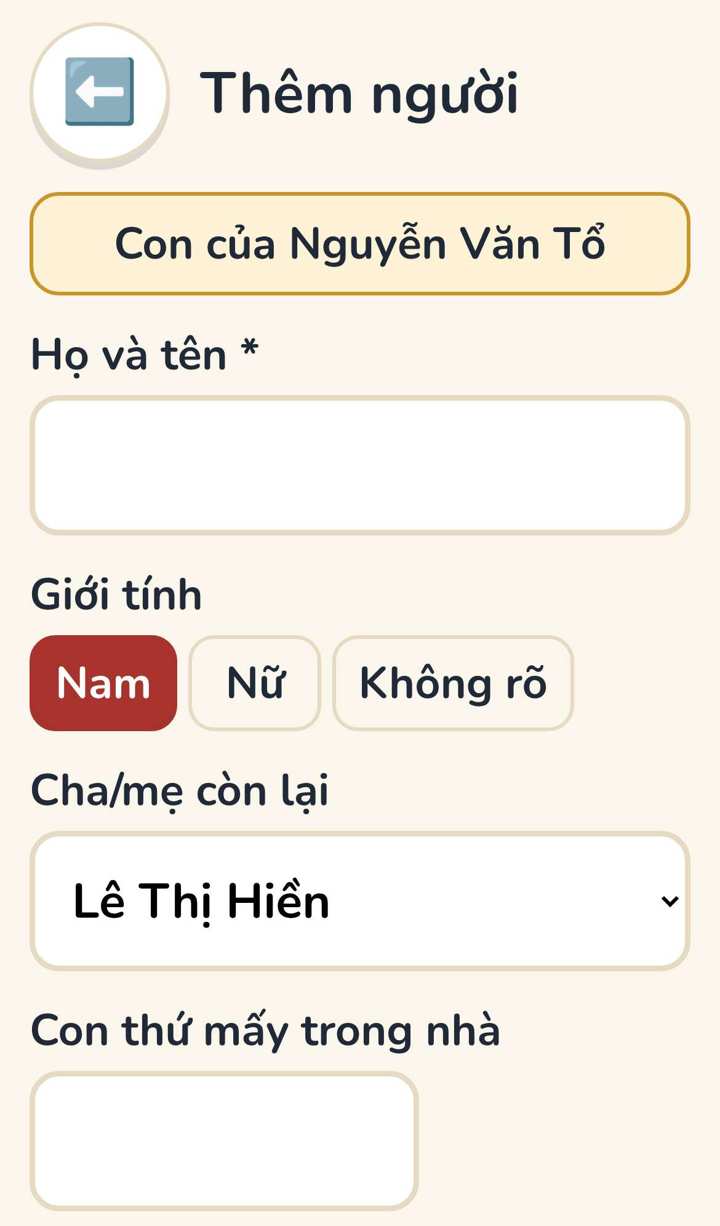 Thêm người
Con của Nguyễn Văn Tổ
Họ và tên *
Giới tính
Nam Nữ Không rõ
Cha/mẹ còn lại
Lê Thị Hiền
Con thứ mấy trong nhà